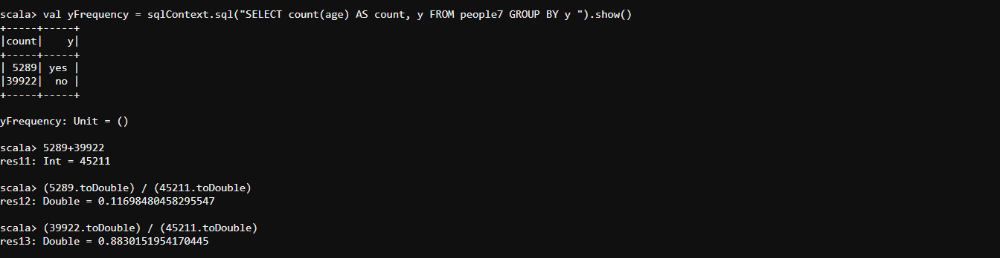 scala> val yFrequency = sqlContext.sql("SELECT count(age) AS count, y FROM people7 GROUP BY y ").show()
+-----+-----+
|count|    y|
+-----+-----+
| 5289| yes |
|39922|  no |
+-----+-----+
yFrequency: Unit = ()
scala> 5289+39922
res11: Int = 45211
scala> (5289.toDouble) / (45211.toDouble)
res12: Double = 0.11698480458295547
scala> (39922.toDouble) / (45211.toDouble)
res13: Double = 0.8830151954170445